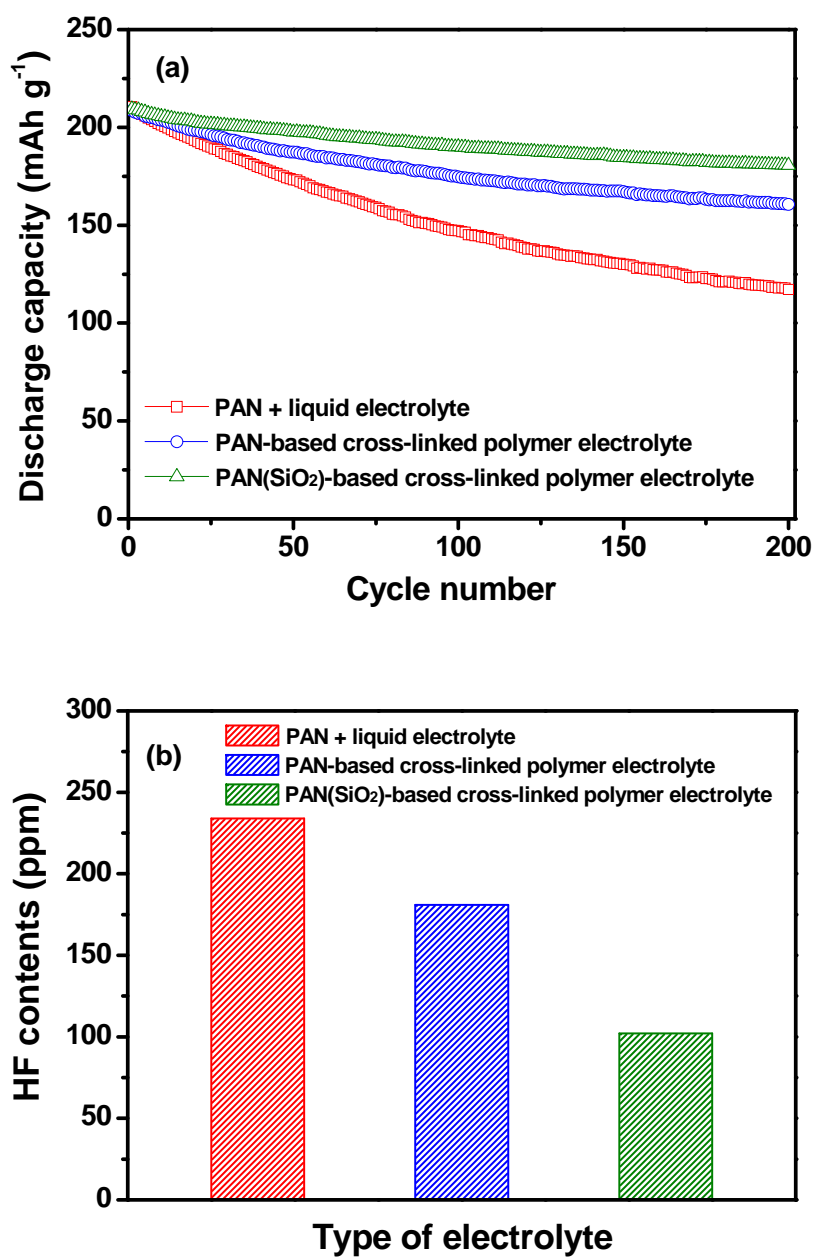 250
(a)
200
150
100
50
0
Discharge capacity (mAh g⁻¹)
PAN + liquid electrolyte
PAN-based cross-linked polymer electrolyte
PAN(SiO₂)-based cross-linked polymer electrolyte
0 50 100 150 200
Cycle number
300
(b)
250
200
150
100
50
0
HF contents (ppm)
PAN + liquid electrolyte
PAN-based cross-linked polymer electrolyte
PAN(SiO₂)-based cross-linked polymer electrolyte
Type of electrolyte